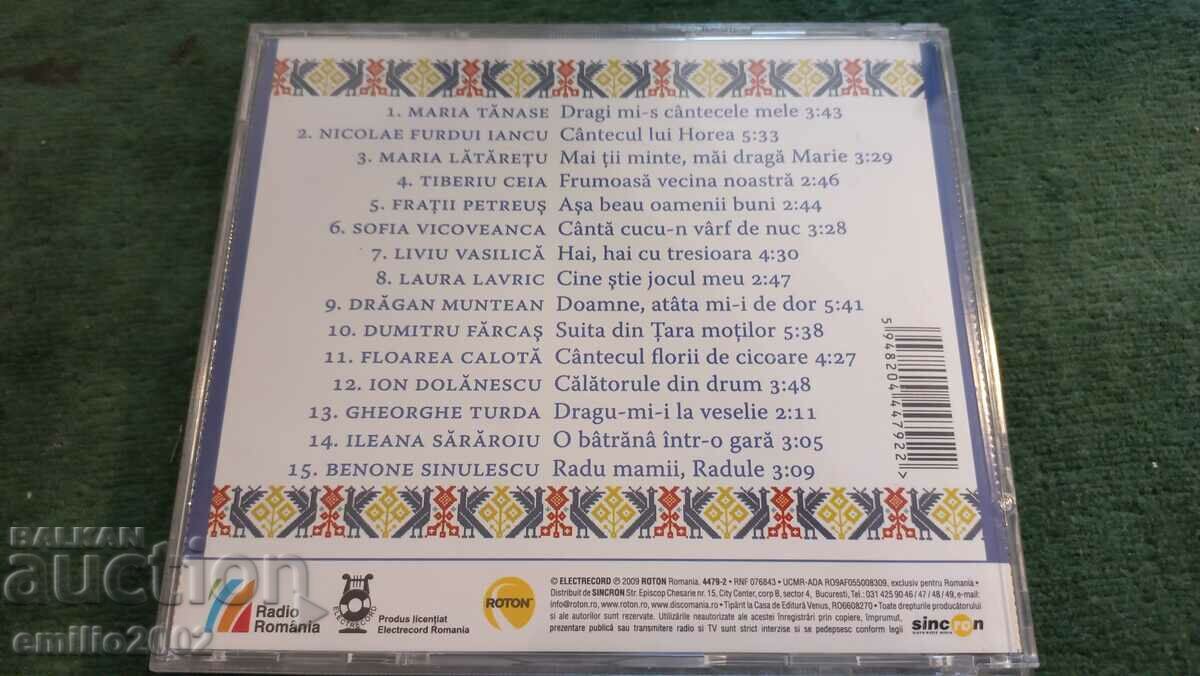 1. MARIA TĂNASE Dragi mi-s cântecele mele 3:43
2. NICOLAE FURDUI IANCU Cântecul lui Horea 5:33
3. MARIA LĂTĂREȚU Mai ții minte, măi dragă Marie 3:29
4. TIBERIU CEIA Frumoasă vecina noastră 2:46
5. FRAȚII PETREUȘ Așa beau oamenii buni 2:44
6. SOFIA VICOVEANCA Cântă cucu-n vârf de nuc 3:28
7. LIVIU VASILICĂ Hai, hai cu tresioara 4:30
8. LAURA LAVRIC Cine știe jocul meu 2:47
9. DRĂGAN MUNTEAN Doamne, atâta mi-i de dor 5:41
10. DUMITRU FĂRCAȘ Suita din Țara moților 5:38
11. FLOAREA CALOTĂ Cântecul florii de cicoare 4:27
12. ION DOLĂNESCU Călătorule din drum 3:48
13. GHEORGHE TURDA Dragu-mi-i la veselie 2:11
14. ILEANA SĂRĂROIU O bâtrână într-o gară 3:05
15. BENONE SINULESCU Radu mamii, Radule 3:09
5 948204 447922 >
BALKAN
auction
emilio2002
Radio
România
ELECTRECORD
Produs licențiat
Electrecord Romania
ROTON
© ELECTRECORD ℗ 2009 ROTON Romania. 4479-2 • RNF 076843 • UCMR-ADA RO9AF055008309, exclusiv pentru Romania •
Distribuit de SINCRON Str. Episcop Chesarie nr. 15, City Center, corp B, sector 4, Bucuresti, Tel.: 031 425 90 46 / 47 / 48 / 49, e-mail:
info@roton.ro, www.roton.ro, www.discomania.ro • Tipărit la Casa de Editură Venus, RO6608270 • Toate drepturile producătorului
și ale autorilor sunt rezervate. Utilizările neautorizate ale acestei înregistrări prin copiere, împrumut,
prezentare publică sau transmitere radio si TV sunt strict interzise si se pedepsesc conform legii
sincron